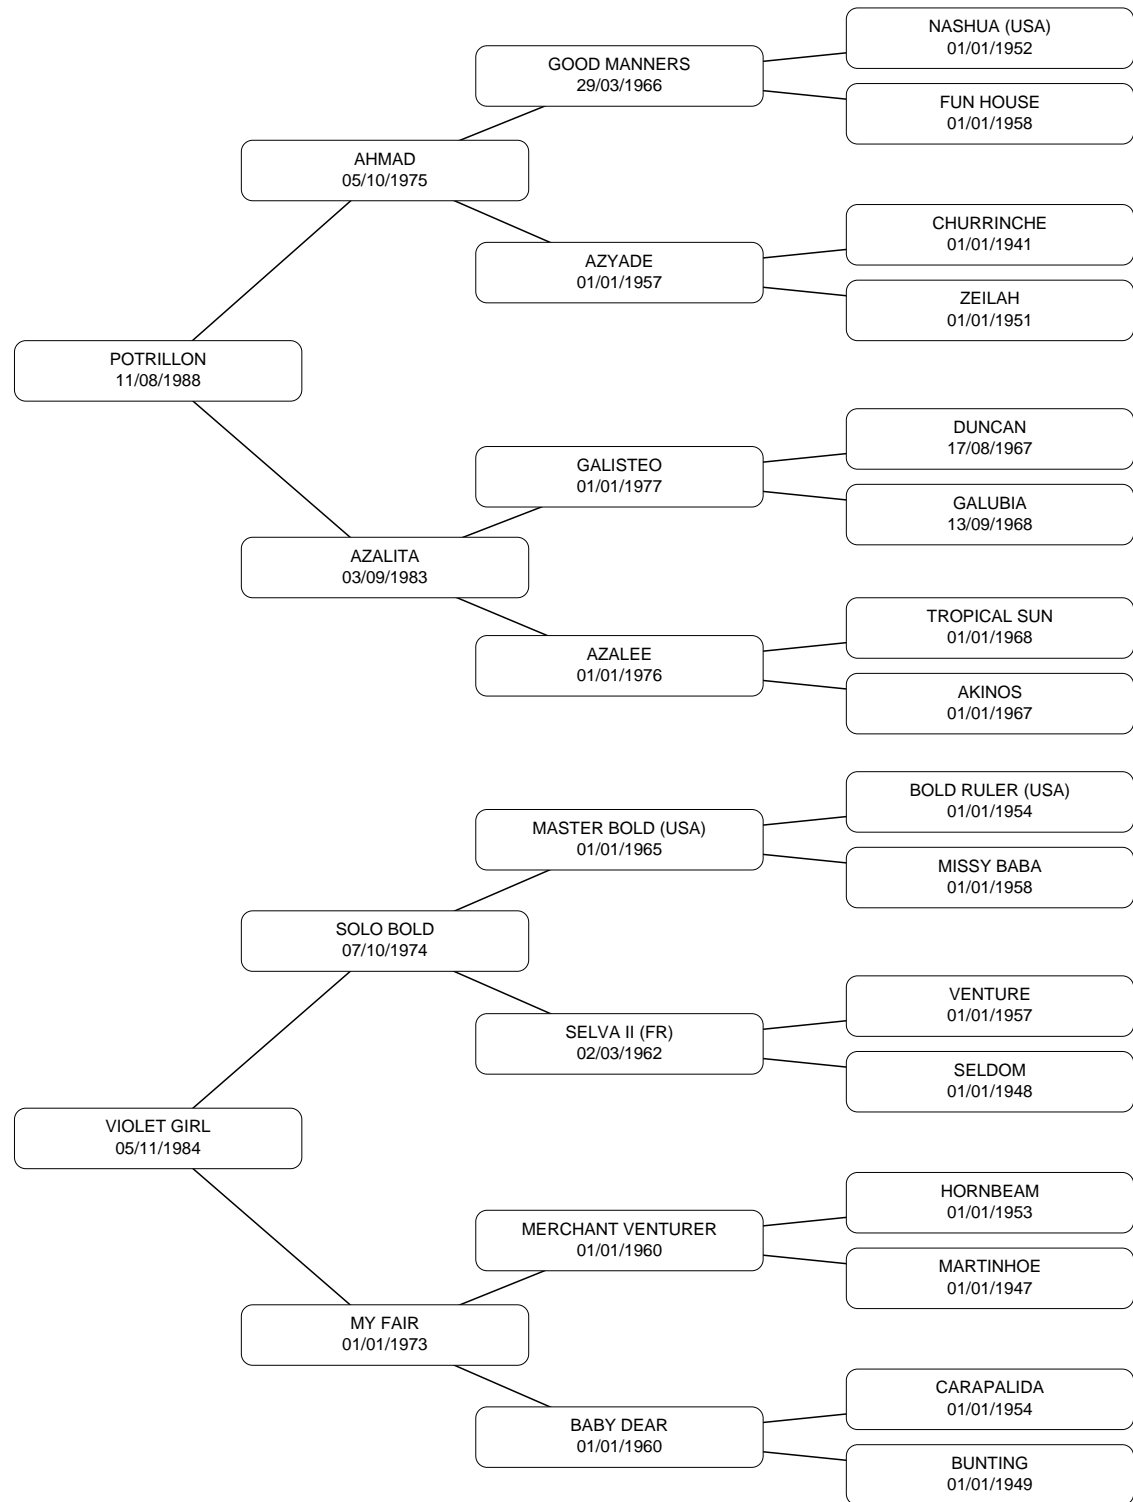 NASHUA (USA)
01/01/1952
GOOD MANNERS
29/03/1966
FUN HOUSE
01/01/1958
AHMAD
05/10/1975
CHURRINCHE
01/01/1941
AZYADE
01/01/1957
ZEILAH
01/01/1951
POTRILLON
11/08/1988
DUNCAN
17/08/1967
GALISTEO
01/01/1977
GALUBIA
13/09/1968
AZALITA
03/09/1983
TROPICAL SUN
01/01/1968
AZALEE
01/01/1976
AKINOS
01/01/1967
BOLD RULER (USA)
01/01/1954
MASTER BOLD (USA)
01/01/1965
MISSY BABA
01/01/1958
SOLO BOLD
07/10/1974
VENTURE
01/01/1957
SELVA II (FR)
02/03/1962
SELDOM
01/01/1948
VIOLET GIRL
05/11/1984
HORNBEAM
01/01/1953
MERCHANT VENTURER
01/01/1960
MARTINHOE
01/01/1947
MY FAIR
01/01/1973
CARAPALIDA
01/01/1954
BABY DEAR
01/01/1960
BUNTING
01/01/1949